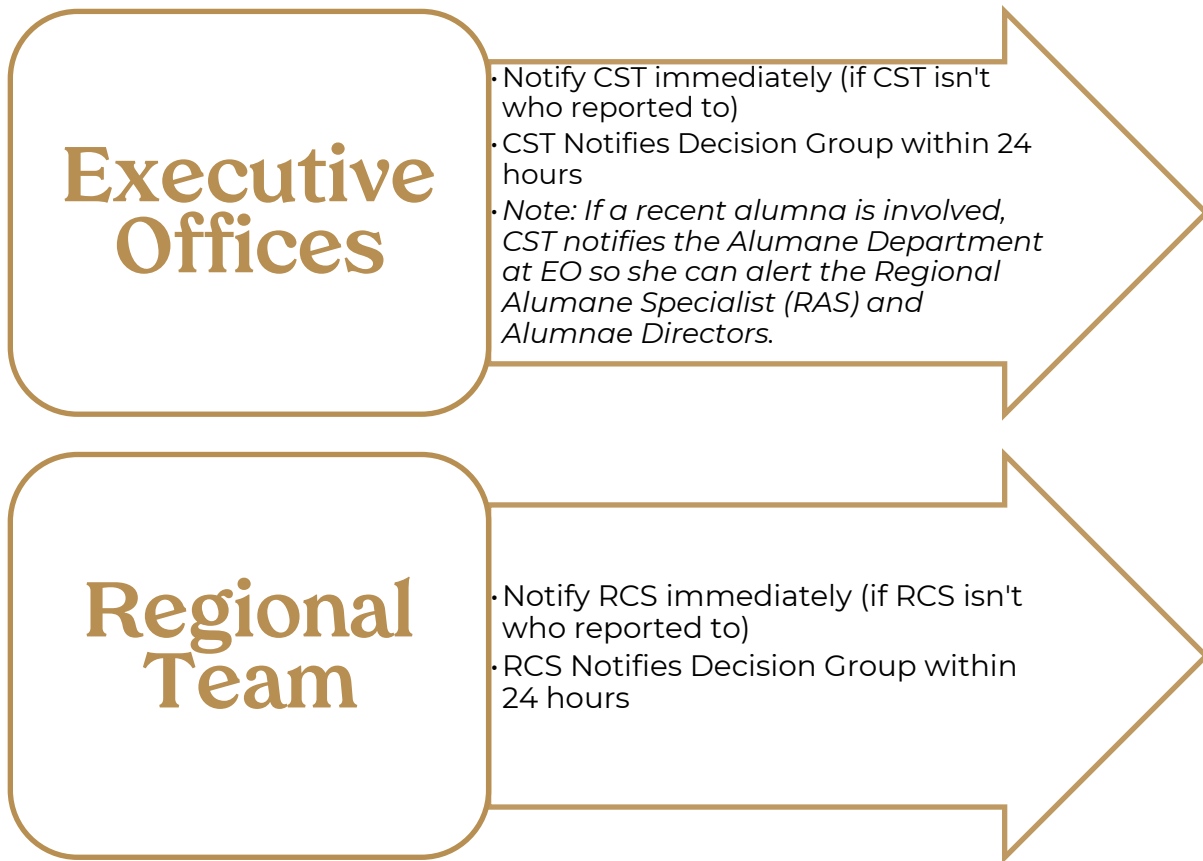 Executive
Offices
· Notify CST immediately (if CST isn't
who reported to)
· CST Notifies Decision Group within 24
hours
· Note: If a recent alumna is involved,
CST notifies the Alumane Department
at EO so she can alert the Regional
Alumane Specialist (RAS) and
Alumnae Directors.
Regional
Team
· Notify RCS immediately (if RCS isn't
who reported to)
· RCS Notifies Decision Group within
24 hours